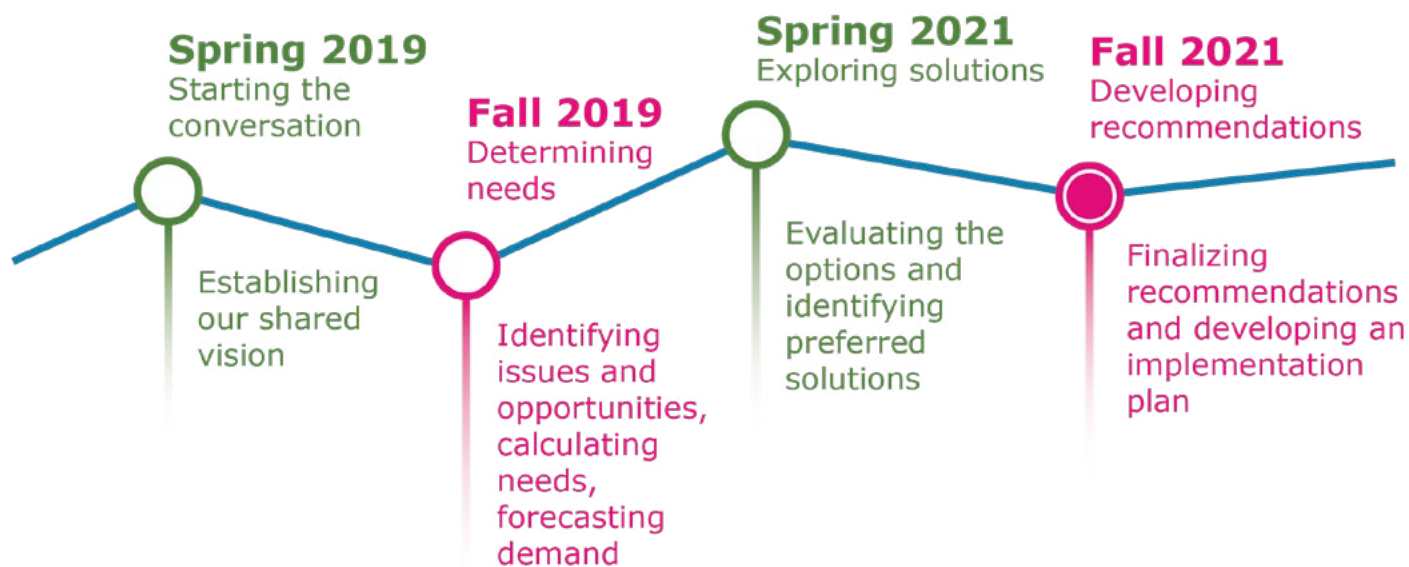 Spring 2019
Starting the
conversation
Establishing
our shared
vision
Fall 2019
Determining
needs
Identifying
issues and
opportunities,
calculating
needs,
forecasting
demand
Spring 2021
Exploring solutions
Evaluating the
options and
identifying
preferred
solutions
Fall 2021
Developing
recommendations
Finalizing
recommendations
and developing an
implementation
plan